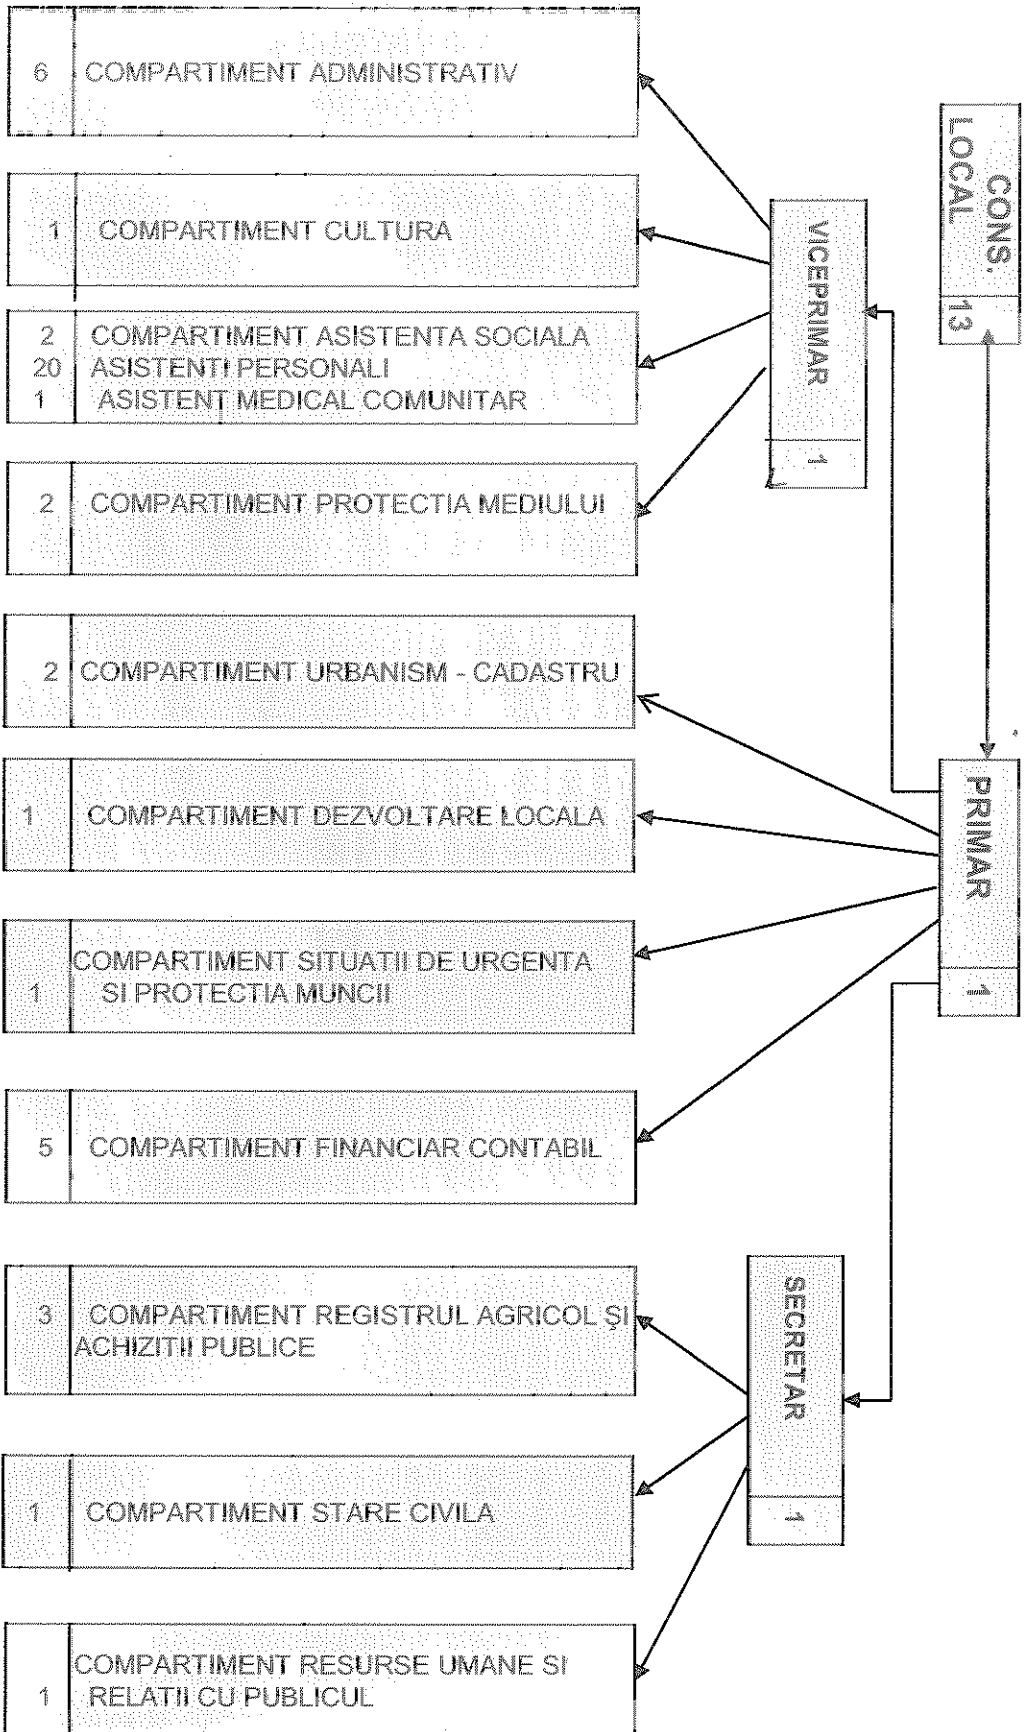 CONS.
LOCAL 13
PRIMAR 1
VICEPRIMAR 1
SECRETAR 1
6 COMPARTIMENT ADMINISTRATIV
1 COMPARTIMENT CULTURA
2 COMPARTIMENT ASISTENTA SOCIALA
20 ASISTENTI PERSONALI
1 ASISTENT MEDICAL COMUNITAR
2 COMPARTIMENT PROTECTIA MEDIULUI
2 COMPARTIMENT URBANISM - CADASTRU
1 COMPARTIMENT DEZVOLTARE LOCALA
COMPARTIMENT SITUATII DE URGENTA
1 SI PROTECTIA MUNCII
5 COMPARTIMENT FINANCIAR CONTABIL
3 COMPARTIMENT REGISTRUL AGRICOL ȘI
ACHIZITII PUBLICE
1 COMPARTIMENT STARE CIVILA
COMPARTIMENT RESURSE UMANE SI
1 RELATII CU PUBLICUL